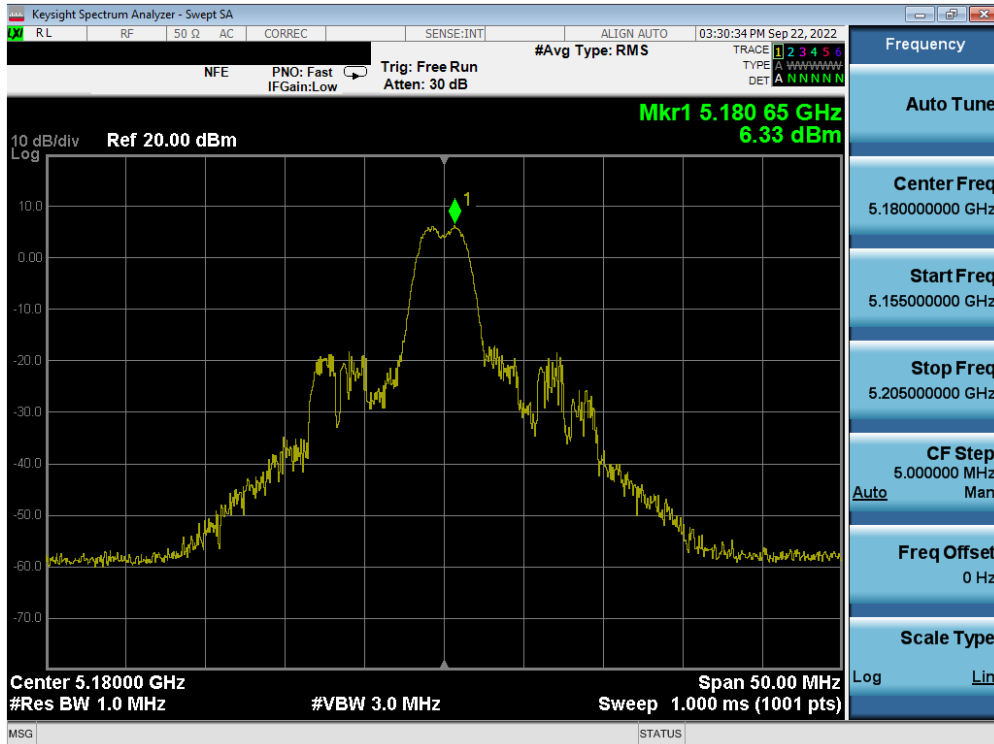 Keysight Spectrum Analyzer - Swept SA
LXI RL RF 50 Ω AC CORREC SENSE:INT ALIGN AUTO 03:30:34 PM Sep 22, 2022
NFE PNO: Fast IFGain:Low Trig: Free Run Atten: 30 dB #Avg Type: RMS
TRACE 1 2 3 4 5 6
TYPE A WWWWW
DET A N N N N N
Mkr1 5.180 65 GHz
6.33 dBm
10 dB/div Ref 20.00 dBm
Log
1
10.0
0.00
-10.0
-20.0
-30.0
-40.0
-50.0
-60.0
-70.0
Center 5.18000 GHz Span 50.00 MHz
#Res BW 1.0 MHz #VBW 3.0 MHz Sweep 1.000 ms (1001 pts)
MSG STATUS
Frequency
Auto Tune
Center Freq
5.180000000 GHz
Start Freq
5.155000000 GHz
Stop Freq
5.205000000 GHz
CF Step
5.000000 MHz
Auto Man
Freq Offset
0 Hz
Scale Type
Log Lin